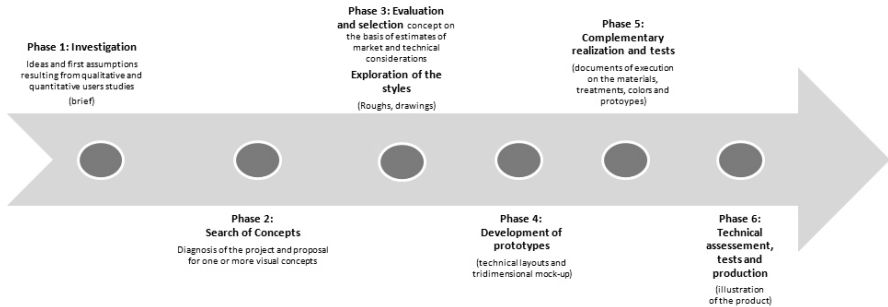 Phase 1: Investigation
Ideas and first assumptions
resulting from qualitative and
quantitative users studies
(brief)
Phase 2:
Search of Concepts
Diagnosis of the project and proposal
for one or more visual concepts
Phase 3: Evaluation
and selection concept on
the basis of estimates of
market and technical
considerations
Exploration of the
styles
(Roughs, drawings)
Phase 4:
Development of
prototypes
(technical layouts and
tridimensional mock-up)
Phase 5:
Complementary
realization and tests
(documents of execution
on the materials,
treatments, colors and
protoypes)
Phase 6:
Technical
assessement,
tests and
production
(illustration
of the product)